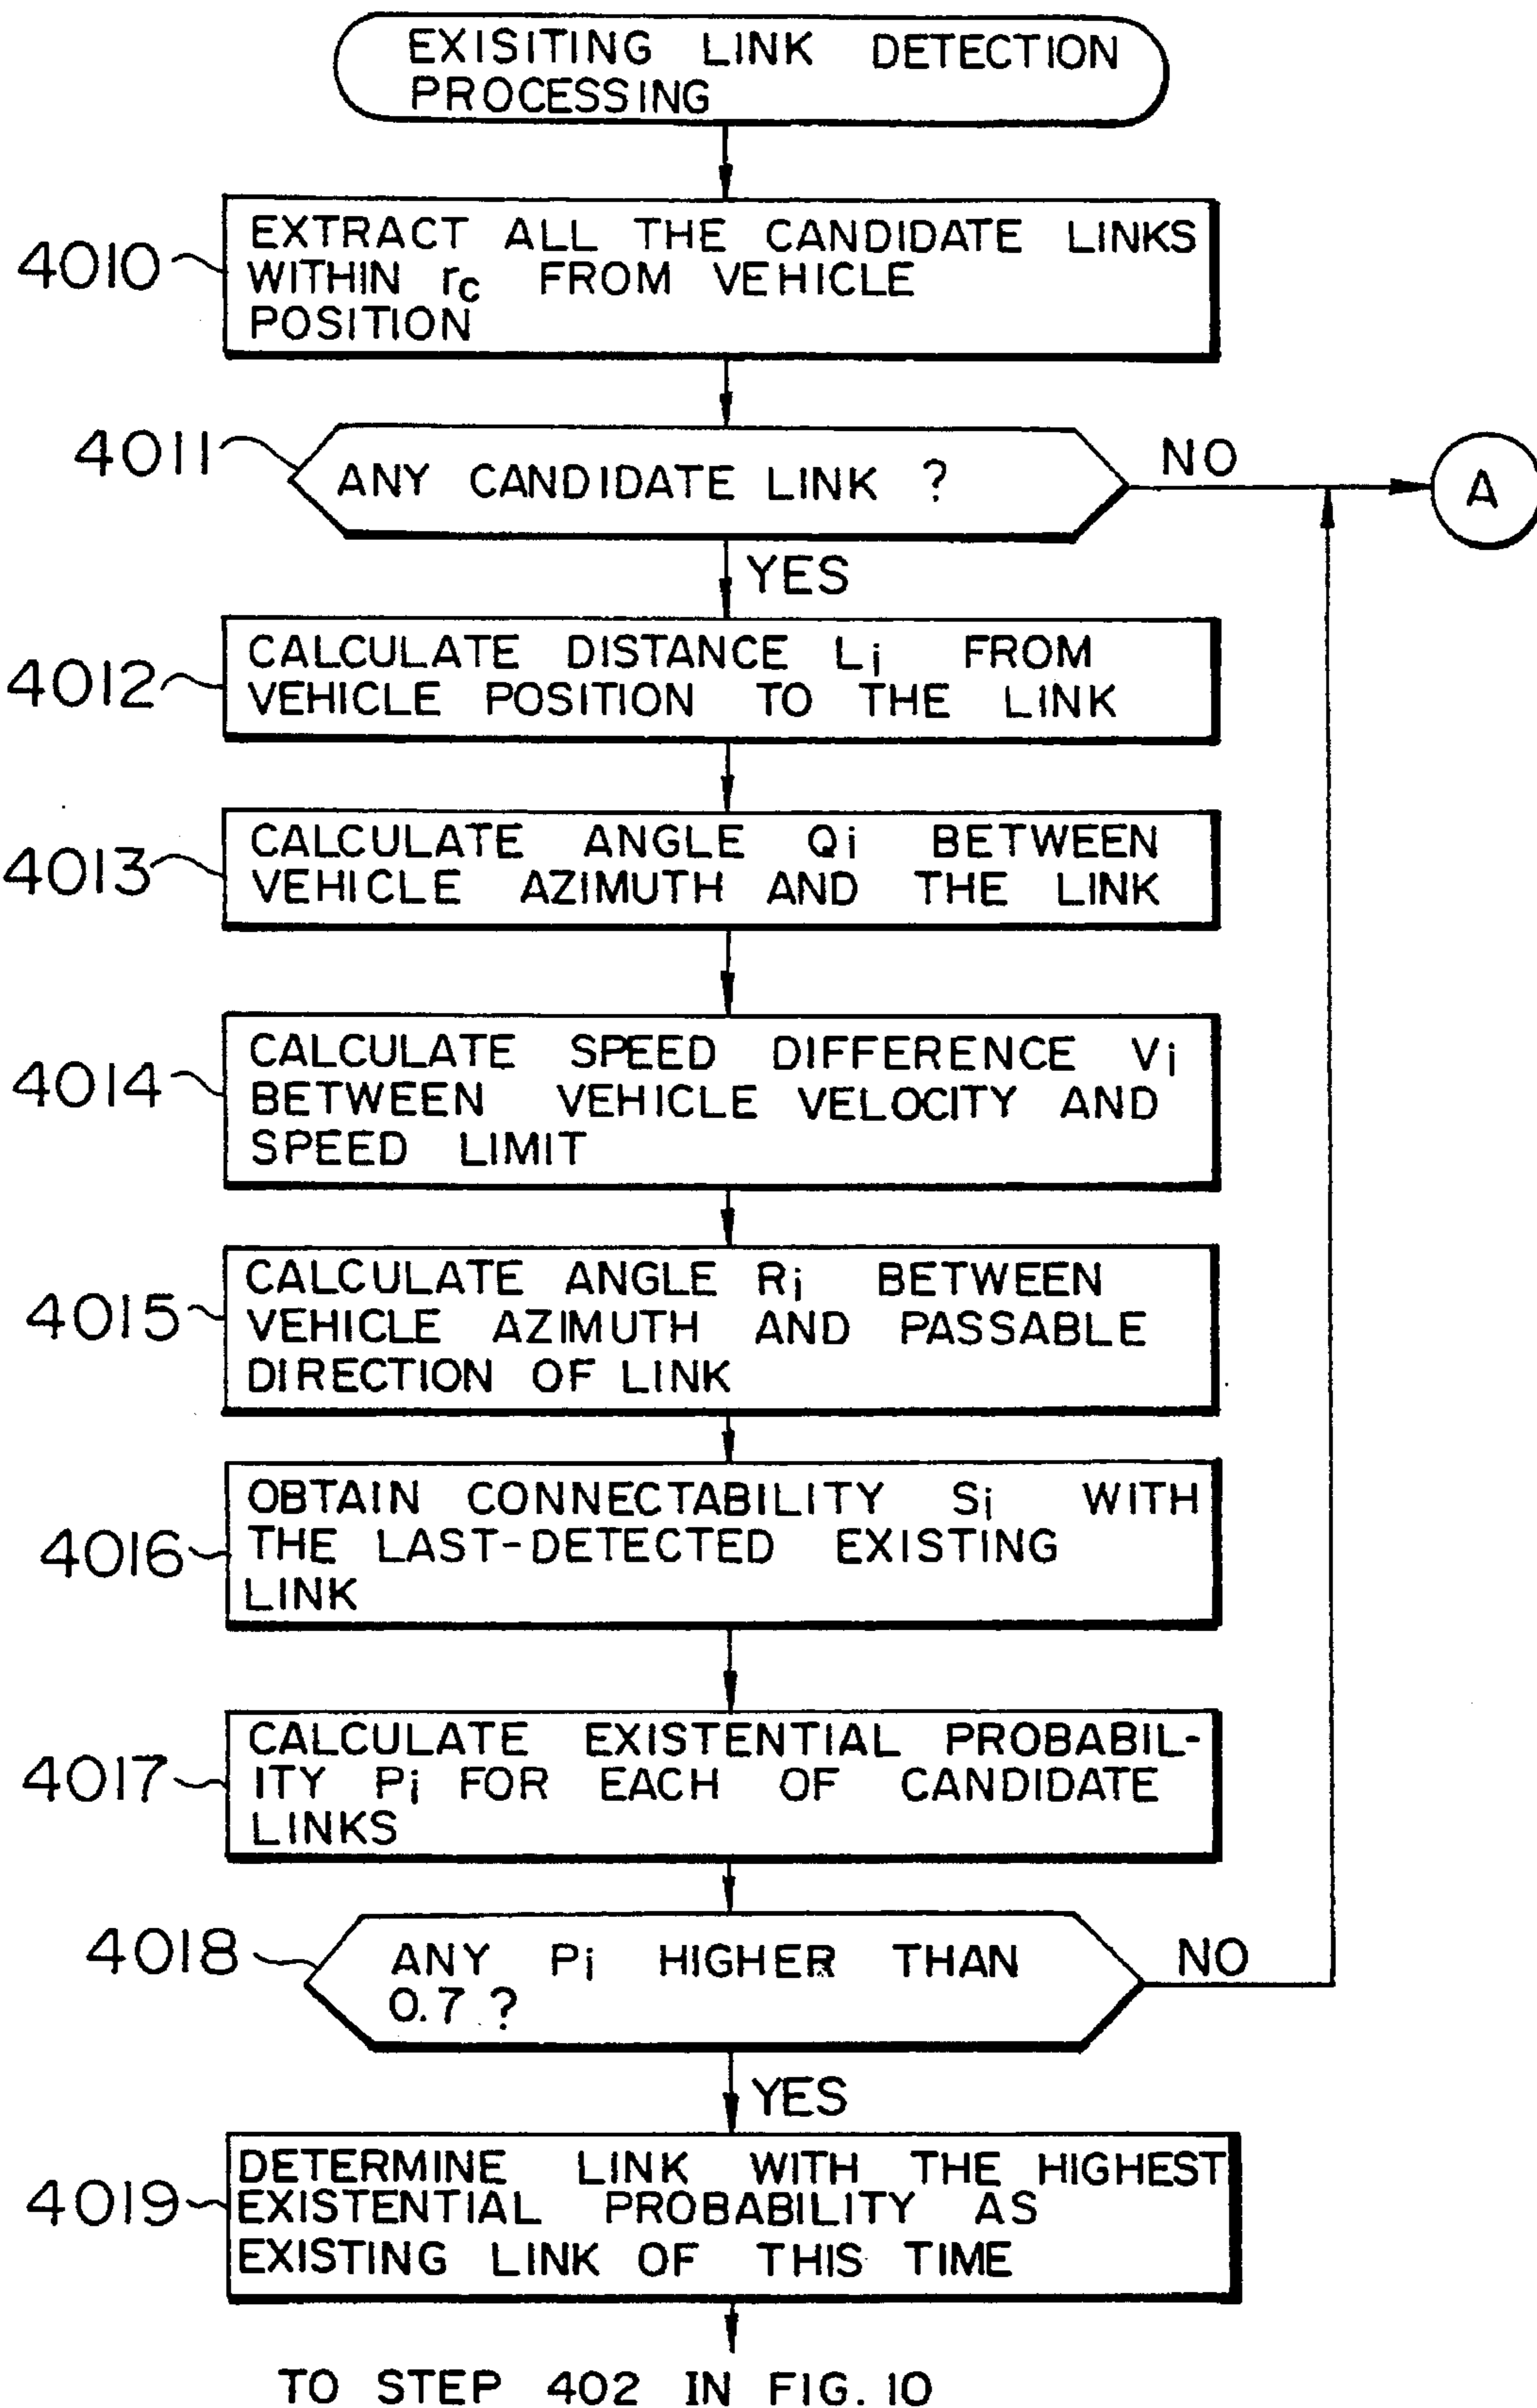 EXISITING LINK DETECTION
PROCESSING
4010
EXTRACT ALL THE CANDIDATE LINKS
WITHIN rc FROM VEHICLE
POSITION
4011
ANY CANDIDATE LINK ?
NO
A
YES
4012
CALCULATE DISTANCE Li FROM
VEHICLE POSITION TO THE LINK
4013
CALCULATE ANGLE Qi BETWEEN
VEHICLE AZIMUTH AND THE LINK
4014
CALCULATE SPEED DIFFERENCE Vi
BETWEEN VEHICLE VELOCITY AND
SPEED LIMIT
4015
CALCULATE ANGLE Ri BETWEEN
VEHICLE AZIMUTH AND PASSABLE
DIRECTION OF LINK
4016
OBTAIN CONNECTABILITY Si WITH
THE LAST-DETECTED EXISTING
LINK
4017
CALCULATE EXISTENTIAL PROBABIL-
ITY Pi FOR EACH OF CANDIDATE
LINKS
4018
ANY Pi HIGHER THAN
0.7 ?
NO
YES
4019
DETERMINE LINK WITH THE HIGHEST
EXISTENTIAL PROBABILITY AS
EXISTING LINK OF THIS TIME
TO STEP 402 IN FIG. 10